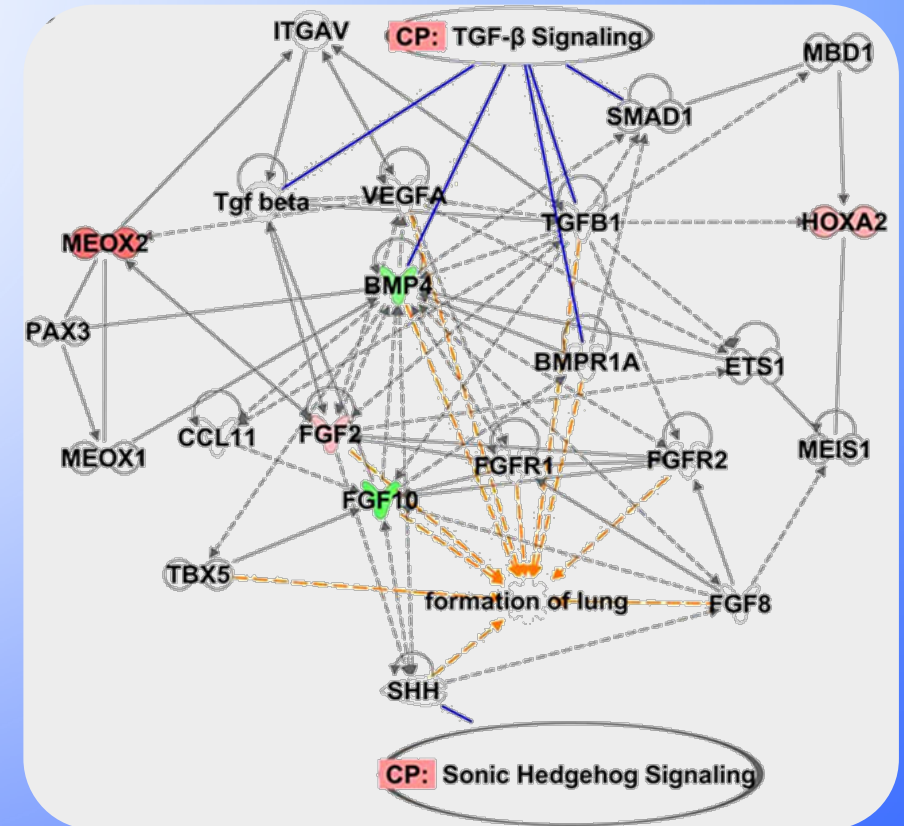 ITGAV
CP: TGF-β Signaling
MBD1
SMAD1
Tgf beta
VEGFA
TGFB1
HOXA2
MEOX2
BMP4
PAX3
BMPR1A
ETS1
CCL11
FGF2
MEOX1
FGFR1
FGFR2
MEIS1
FGF10
TBX5
formation of lung
FGF8
SHH
CP: Sonic Hedgehog Signaling